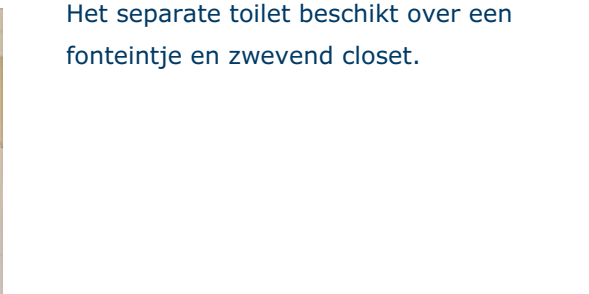 Het separate toilet beschikt over een
fonteintje en zwevend closet.